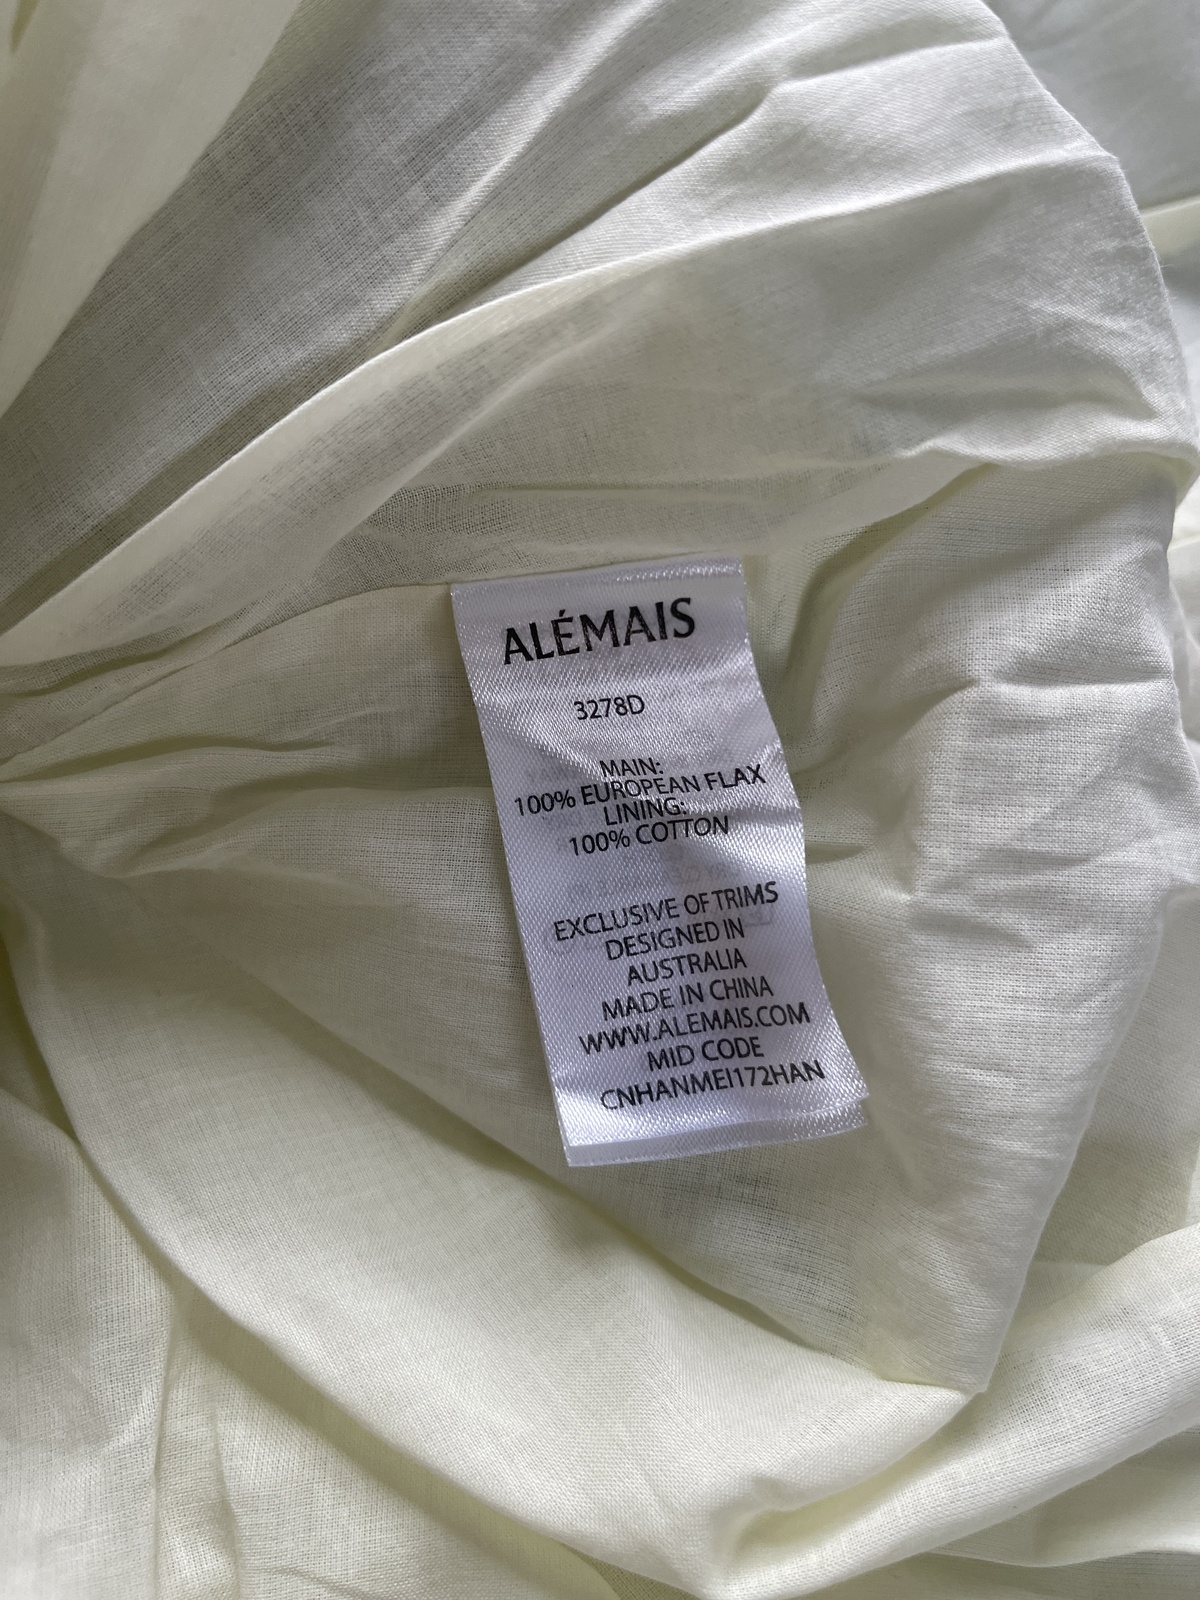 ALÉMAIS
3278D
MAIN:
100% EUROPEAN FLAX
LINING:
100% COTTON
EXCLUSIVE OF TRIMS
DESIGNED IN
AUSTRALIA
MADE IN CHINA
WWW.ALEMAIS.COM
MID CODE
CNHANMEI172HAN